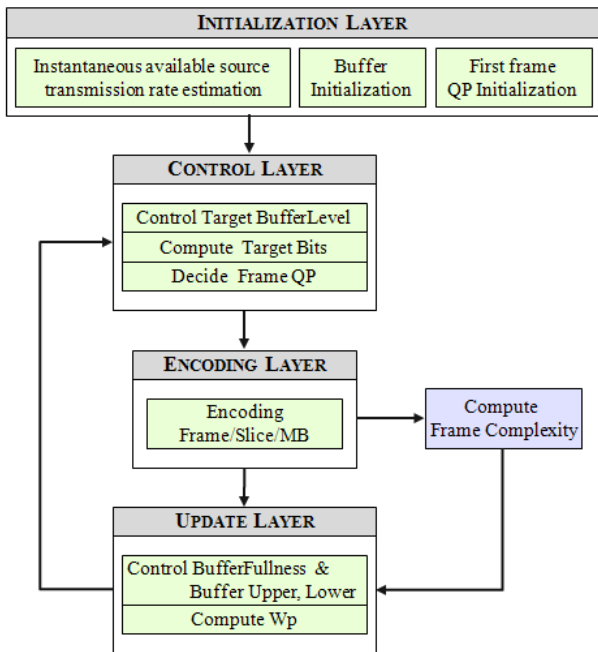 INITIALIZATION LAYER
Instantaneous available source
transmission rate estimation
Buffer
Initialization
First frame
QP Initialization
CONTROL LAYER
Control Target BufferLevel
Compute Target Bits
Decide Frame QP
ENCODING LAYER
Encoding
Frame/Slice/MB
Compute
Frame Complexity
UPDATE LAYER
Control BufferFullness &
Buffer Upper, Lower
Compute Wp